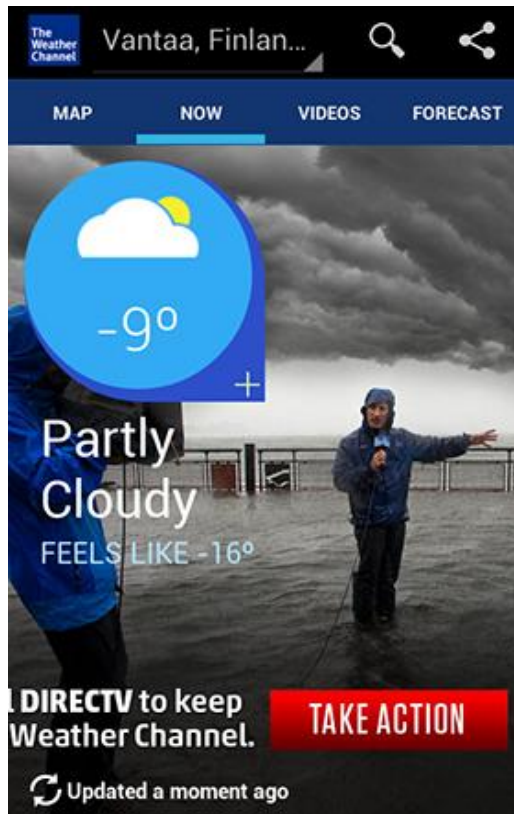 The
Weather
Channel
Vantaa, Finlan...
MAP NOW VIDEOS FORECAST
-9º
+
Partly
Cloudy
FEELS LIKE -16º
DIRECTV to keep
Weather Channel.
TAKE ACTION
Updated a moment ago